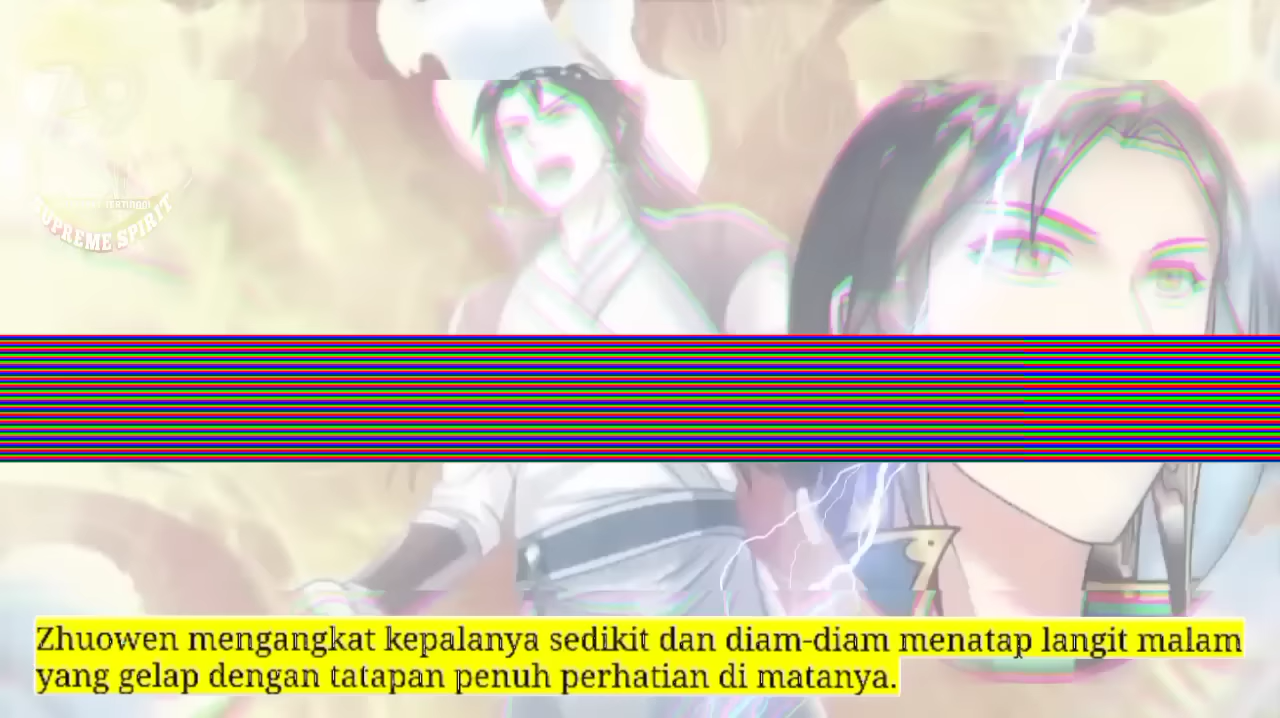 TERTINGGI
SUPREME SPIRIT
Zhuowen mengangkat kepalanya sedikit dan diam-diam menatap langit malam
yang gelap dengan tatapan penuh perhatian di matanya.